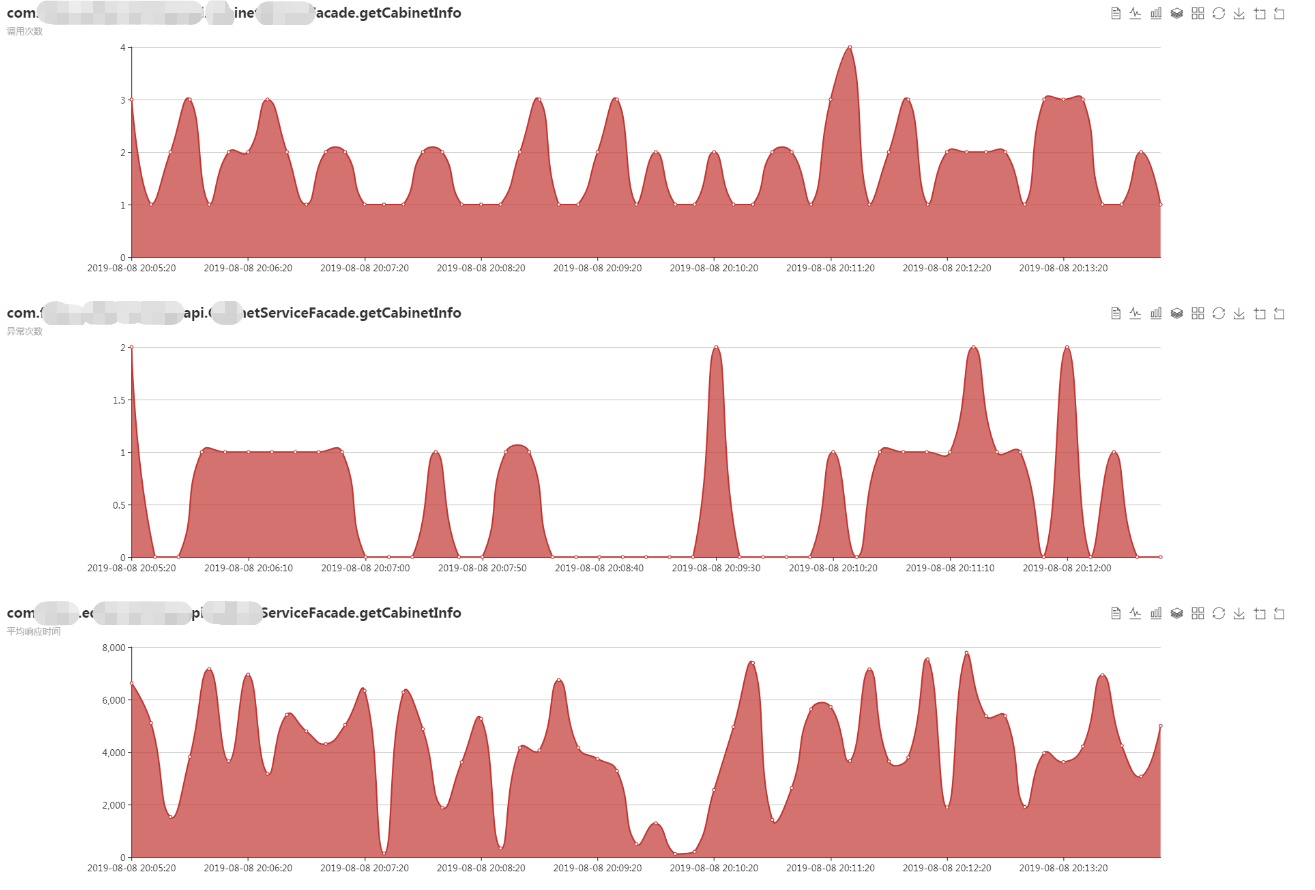 com. inet Facade.getCabinetInfo
调用次数
4
3
2
1
0
2019-08-08 20:05:20 2019-08-08 20:06:20 2019-08-08 20:07:20 2019-08-08 20:08:20 2019-08-08 20:09:20 2019-08-08 20:10:20 2019-08-08 20:11:20 2019-08-08 20:12:20 2019-08-08 20:13:20
com.f api. netServiceFacade.getCabinetInfo
异常次数
2
1.5
1
0.5
0
2019-08-08 20:05:20 2019-08-08 20:06:10 2019-08-08 20:07:00 2019-08-08 20:07:50 2019-08-08 20:08:40 2019-08-08 20:09:30 2019-08-08 20:10:20 2019-08-08 20:11:10 2019-08-08 20:12:00
com .ec pi ServiceFacade.getCabinetInfo
平均响应时间
8,000
6,000
4,000
2,000
0
2019-08-08 20:05:20 2019-08-08 20:06:20 2019-08-08 20:07:20 2019-08-08 20:08:20 2019-08-08 20:09:20 2019-08-08 20:10:20 2019-08-08 20:11:20 2019-08-08 20:12:20 2019-08-08 20:13:20